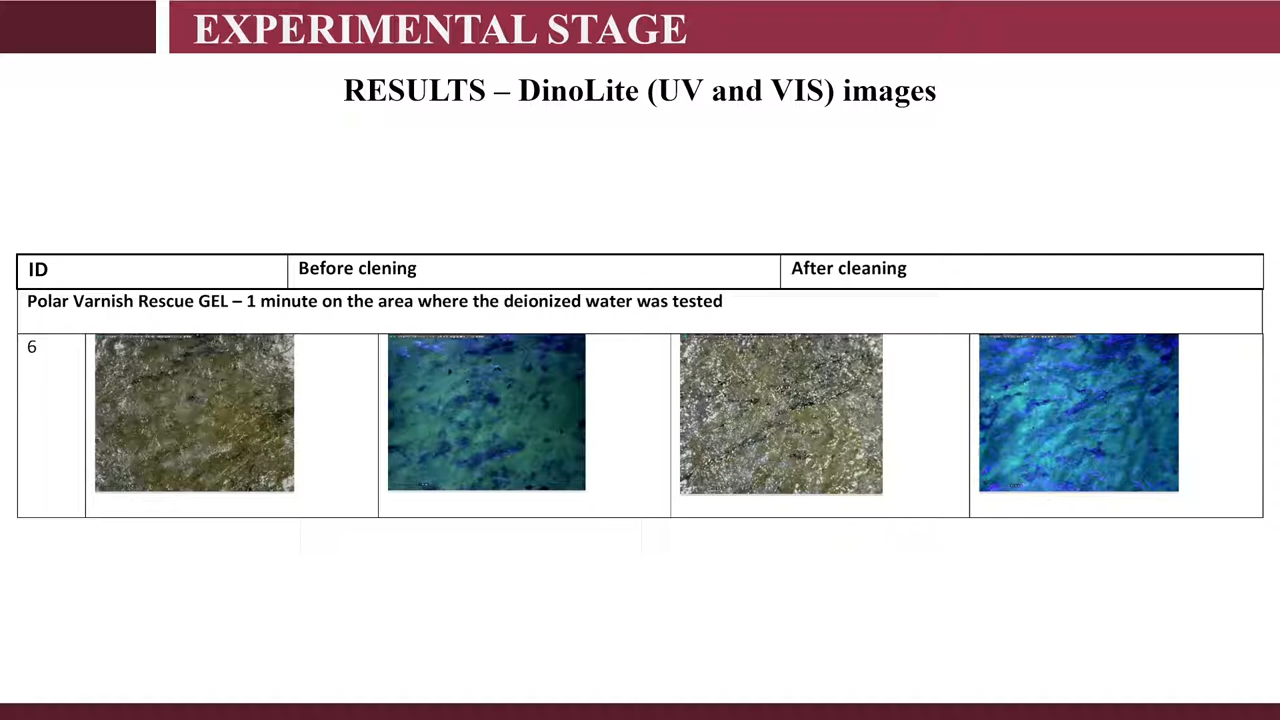 EXPERIMENTAL STAGE
RESULTS – DinoLite (UV and VIS) images
ID
Before clening
After cleaning
Polar Varnish Rescue GEL – 1 minute on the area where the deionized water was tested
6